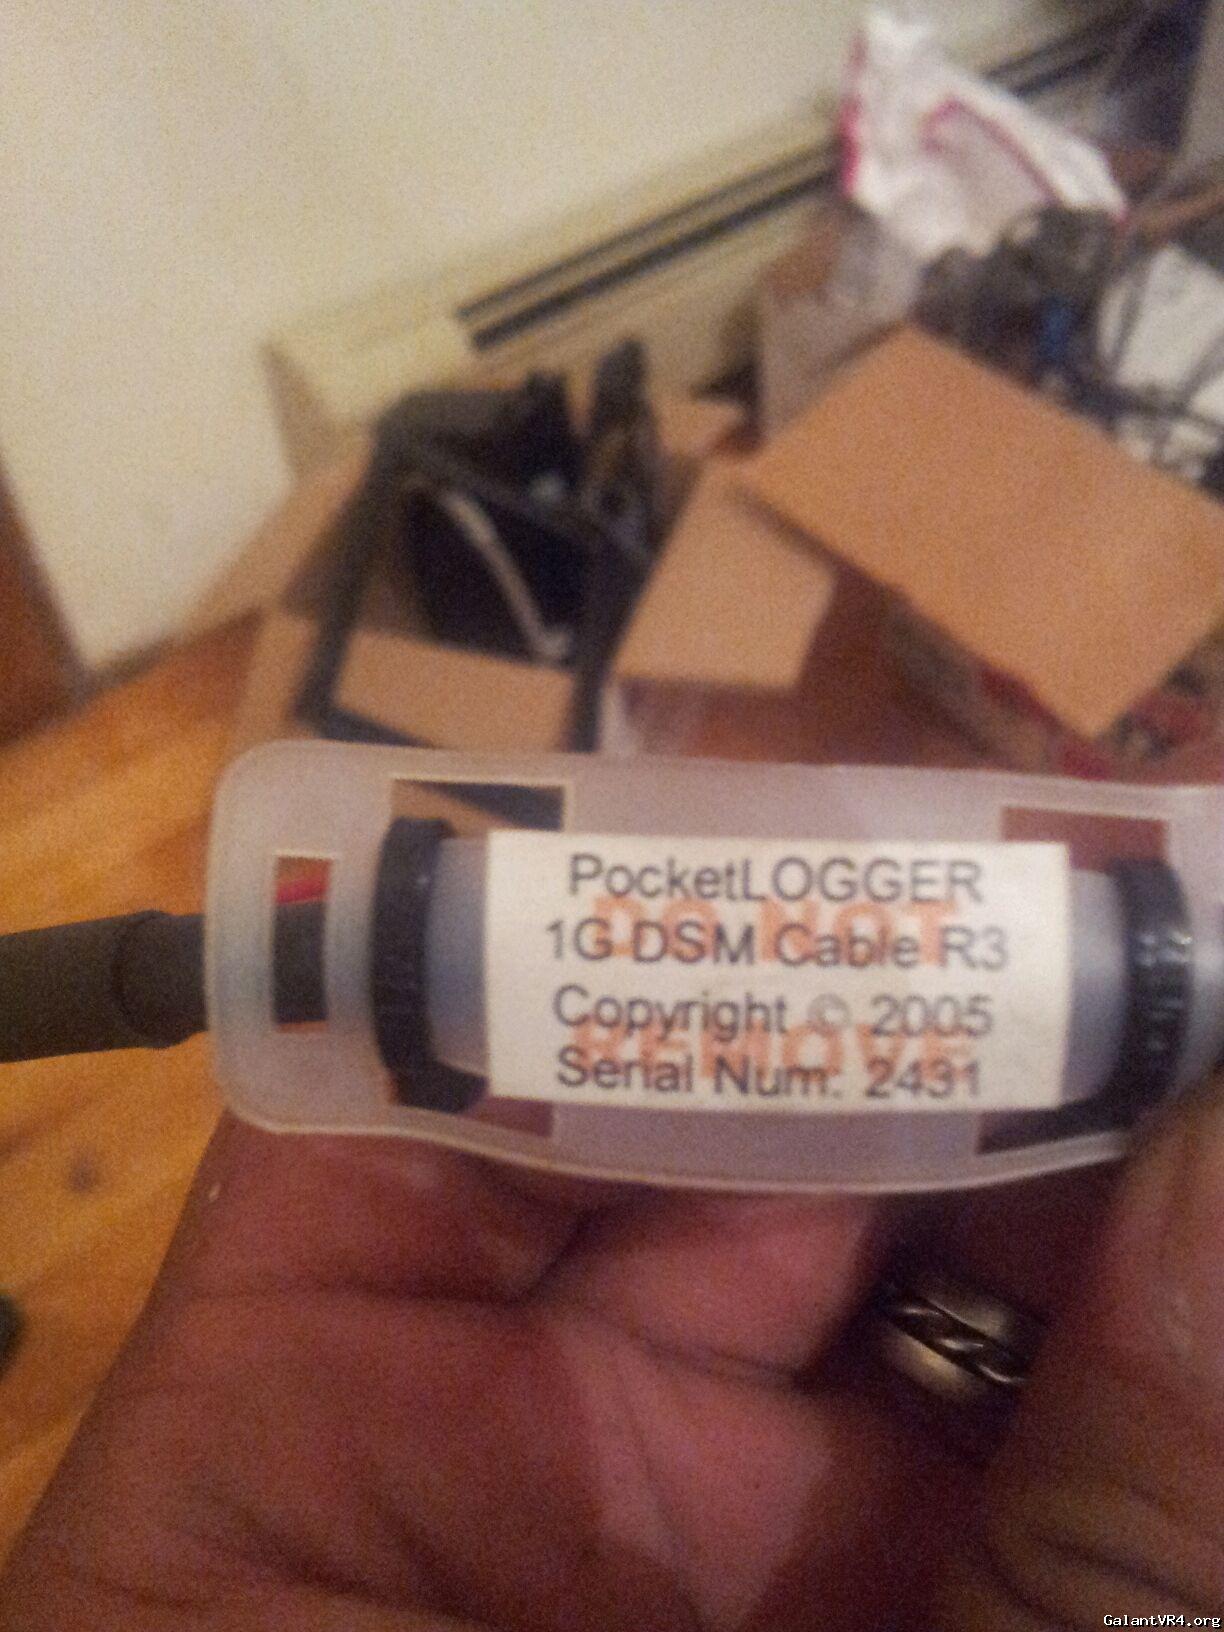 PocketLOGGER
1G DSM Cable R3
Copyright © 2005
Serial Num: 2431
DO NOT
REMOVE
GalantVR4.org